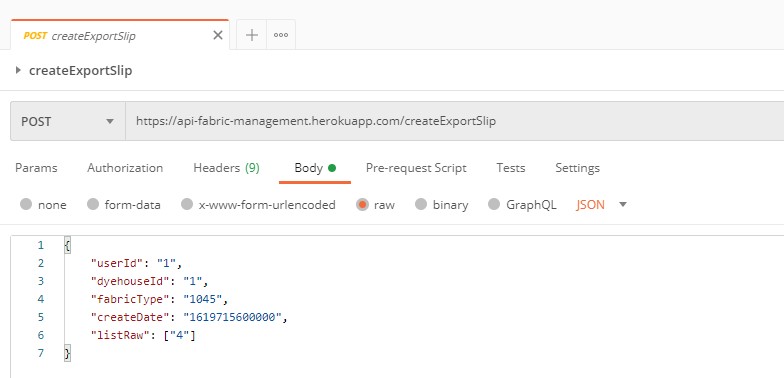 POST createExportSlip
createExportSlip
POST https://api-fabric-management.herokuapp.com/createExportSlip
Params Authorization Headers (9) Body Pre-request Script Tests Settings
none form-data x-www-form-urlencoded raw binary GraphQL JSON
1 {
2 "userId": "1",
3 "dyehouseId": "1",
4 "fabricType": "1045",
5 "createDate": "1619715600000",
6 "listRaw": ["4"]
7 }